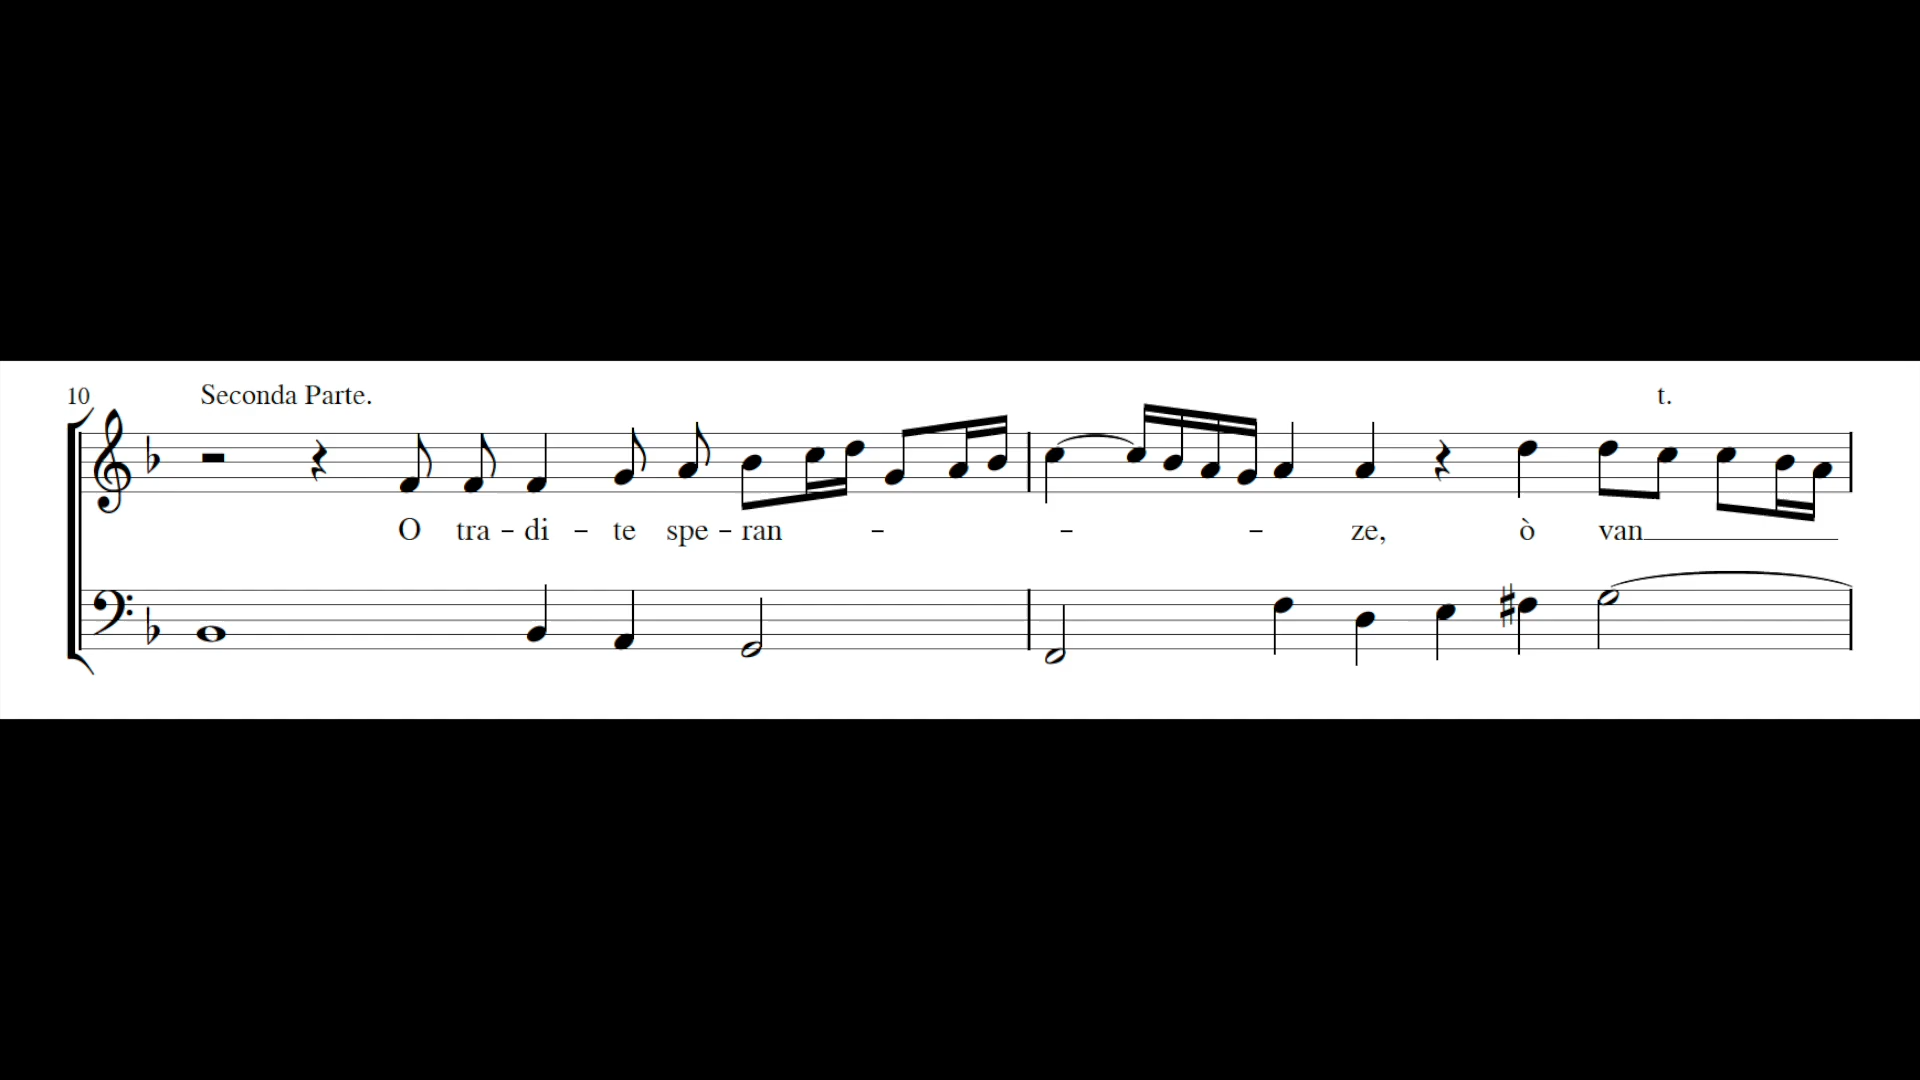 10 Seconda Parte. t.
O tra - di - te spe - ran - - - ze, ò van